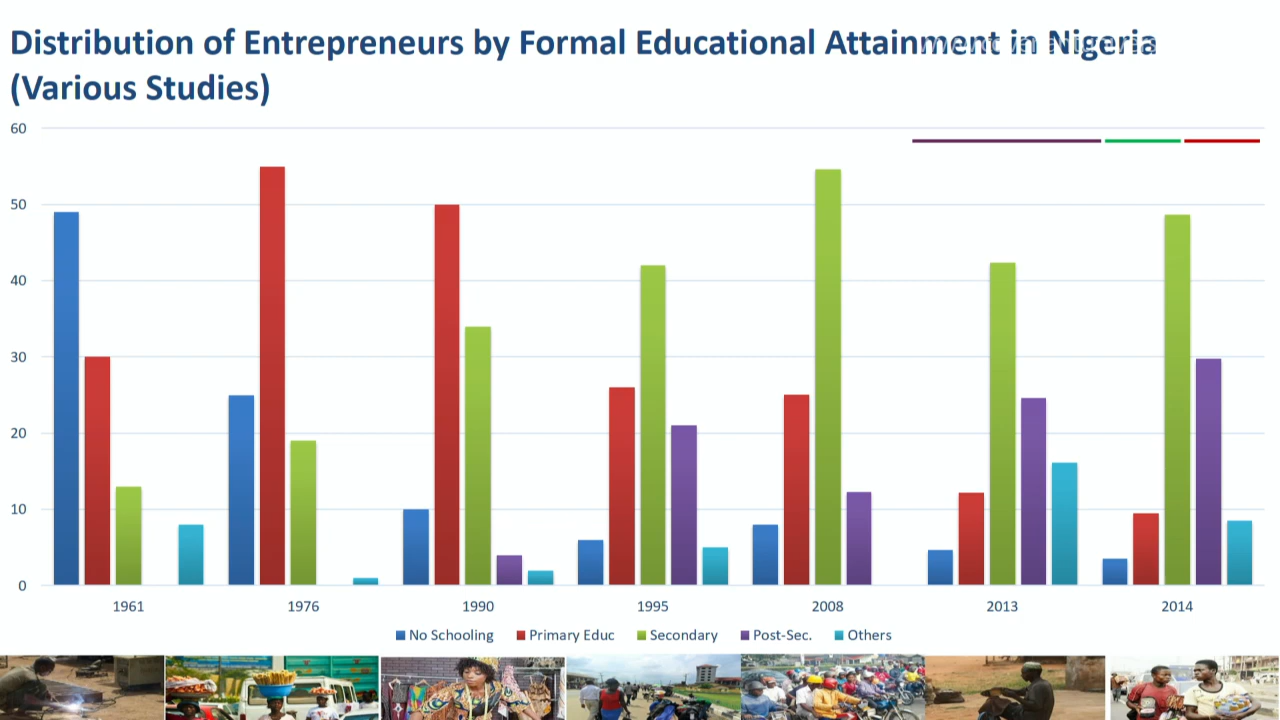 Distribution of Entrepreneurs by Formal Educational Attainment in Nigeria
(Various Studies)
60
50
40
30
20
10
0
1961 1976 1990 1995 2008 2013 2014
No Schooling Primary Educ Secondary Post-Sec. Others